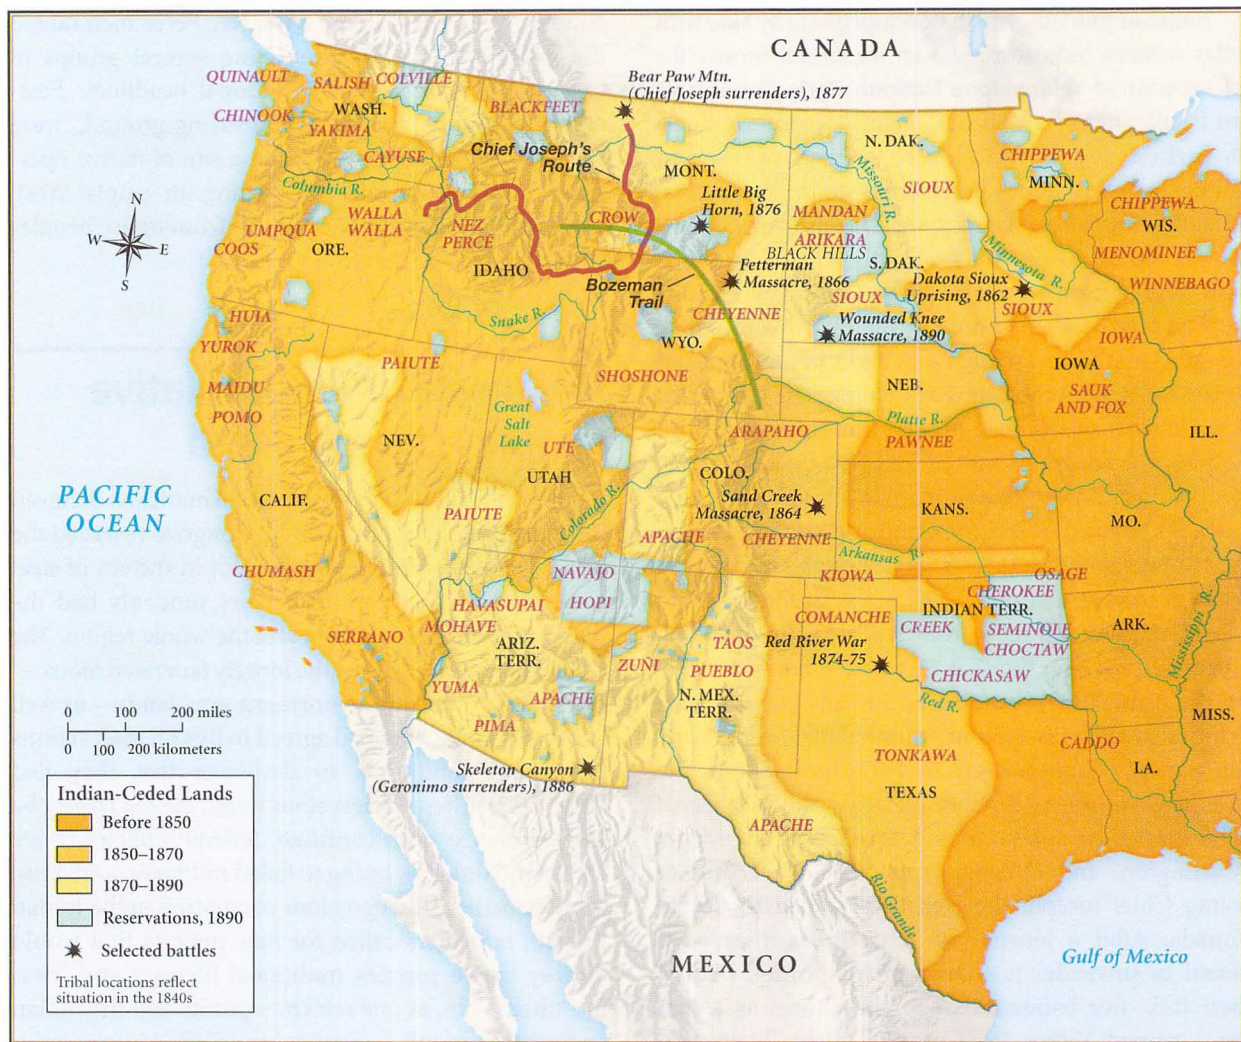 CANADA
Bear Paw Mtn.
(Chief Joseph surrenders), 1877
QUINAULT
SALISH
COLVILLE
CHINOOK
WASH.
YAKIMA
BLACKFEET
CAYUSE
Chief Joseph's
Route
MONT.
N. DAK.
CHIPPEWA
MINN.
Columbia R.
Missouri R.
SIOUX
Little Big
Horn, 1876
CHIPPEWA
WIS.
N
W
E
S
WALLA
WALLA
UMPQUA
COOS
ORE.
NEZ
PERCÉ
CROW
MANDAN
ARIKARA
BLACK HILLS
Minnesota R.
MENOMINEE
IDAHO
S. DAK.
Fetterman
Massacre, 1866
Dakota Sioux
Uprising, 1862
WINNEBAGO
Bozeman
Trail
SIOUX
SIOUX
HUIA
Snake R.
CHEYENNE
Wounded Knee
Massacre, 1890
YUROK
WYO.
IOWA
PAIUTE
IOWA
SHOSHONE
NEB.
MAIDU
POMO
SAUK
AND FOX
Great
Salt
Lake
Platte R.
ARAPAHO
PAWNEE
ILL.
NEV.
UTE
UTAH
COLO.
PACIFIC
OCEAN
CALIF.
Colorado R.
Sand Creek
Massacre, 1864
KANS.
MO.
PAIUTE
APACHE
CHEYENNE
Arkansas R.
CHUMASH
NAVAJO
KIOWA
OSAGE
CHEROKEE
HAVASUPAI
HOPI
COMANCHE
INDIAN TERR.
MOHAVE
SERRANO
ARIZ.
TERR.
TAOS
Red River War
1874-75
CREEK
SEMINOLE
CHOCTAW
ARK.
Mississippi R.
ZUNI
PUEBLO
CHICKASAW
YUMA
APACHE
N. MEX.
TERR.
Red R.
MISS.
0 100 200 miles
0 100 200 kilometers
PIMA
TONKAWA
CADDO
LA.
Skeleton Canyon
(Geronimo surrenders), 1886
TEXAS
APACHE
Indian-Ceded Lands
Before 1850
1850–1870
1870–1890
Reservations, 1890
Selected battles
Tribal locations reflect
situation in the 1840s
Rio Grande
MEXICO
Gulf of Mexico